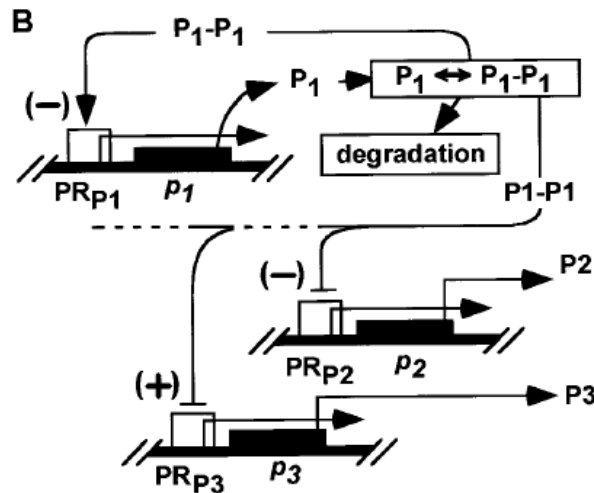 B
P1-P1
P1
P1 ↔ P1-P1
(−)
degradation
PRP1
p1
P1-P1
(−)
P2
PRP2
p2
(+)
P3
PRP3
p3